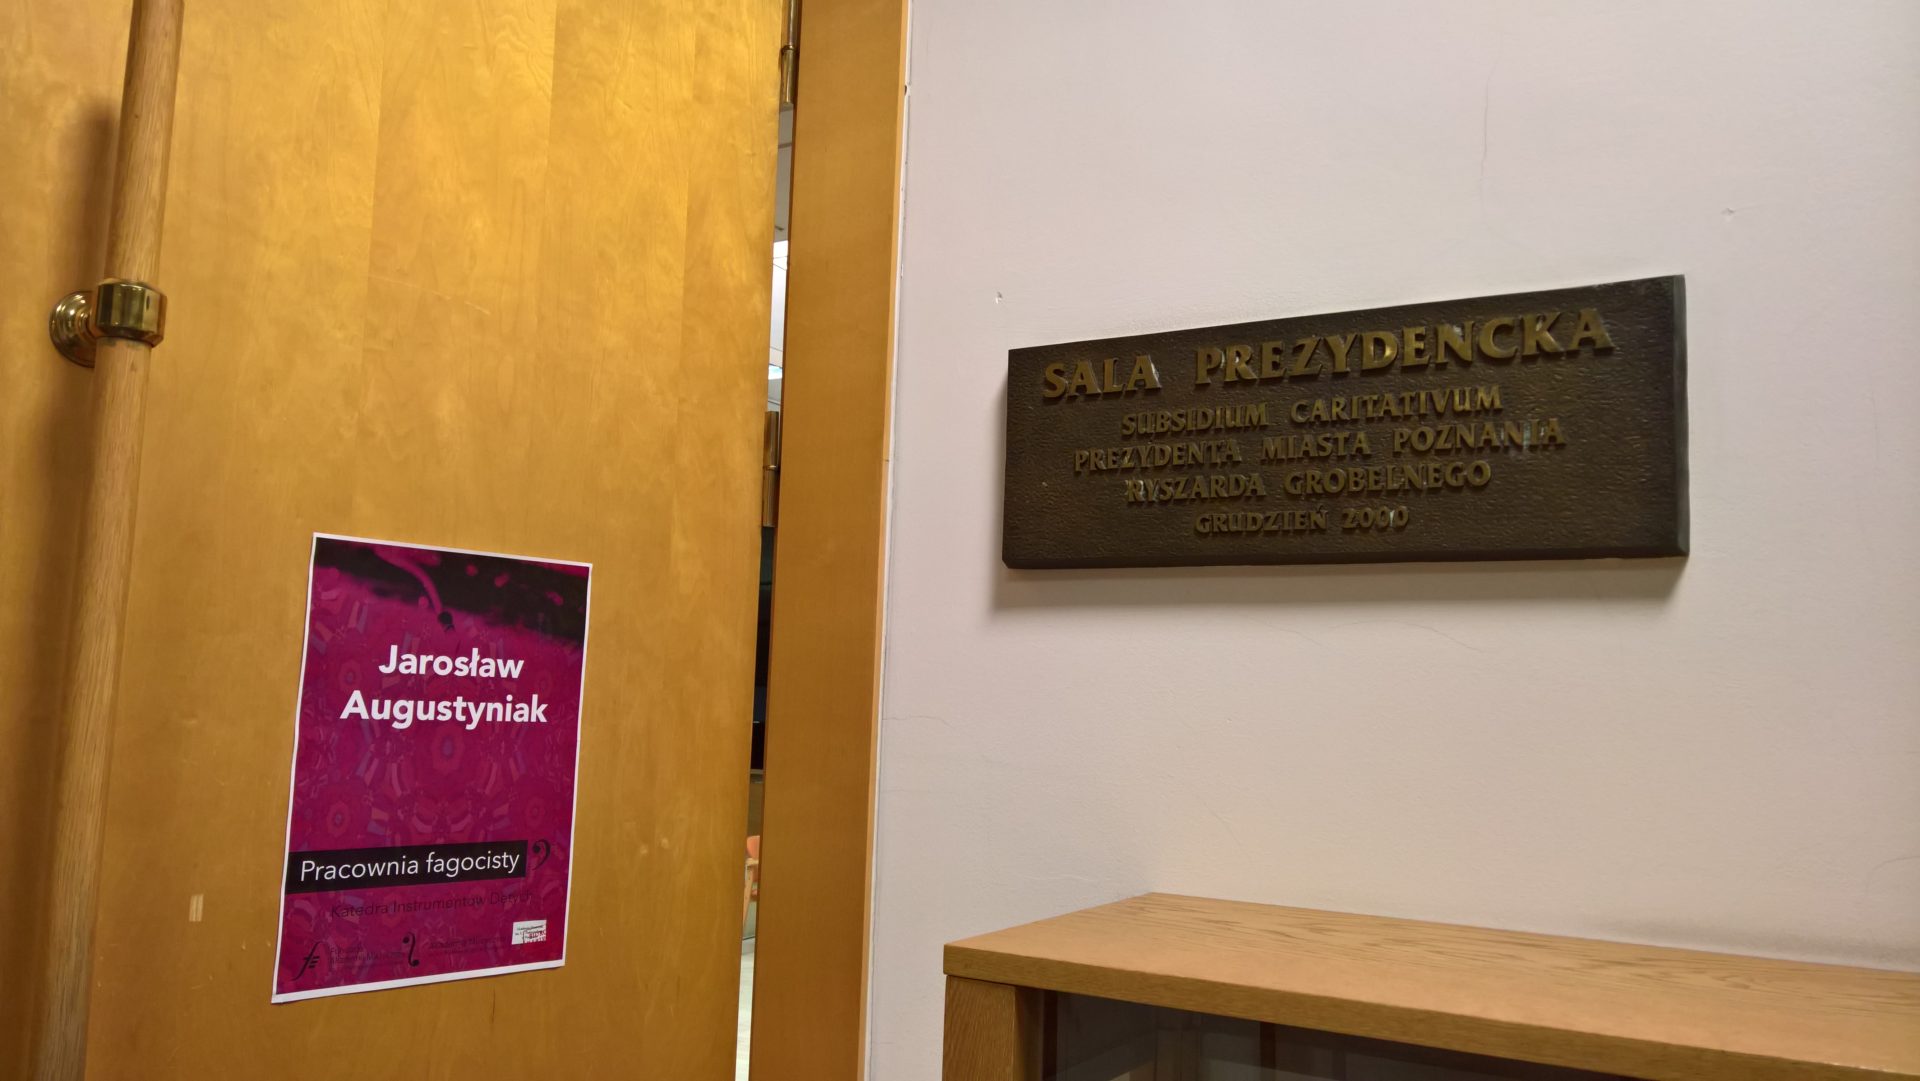 SALA PREZYDENCKA
SUBSIDIUM CARITATIVUM
PREZYDENTA MIASTA POZNANIA
RYSZARDA GROBELNEGO
GRUDZIEŃ 2000
Jarosław
Augustyniak
Pracownia fagocisty
Katedra Instrumentów Dętych